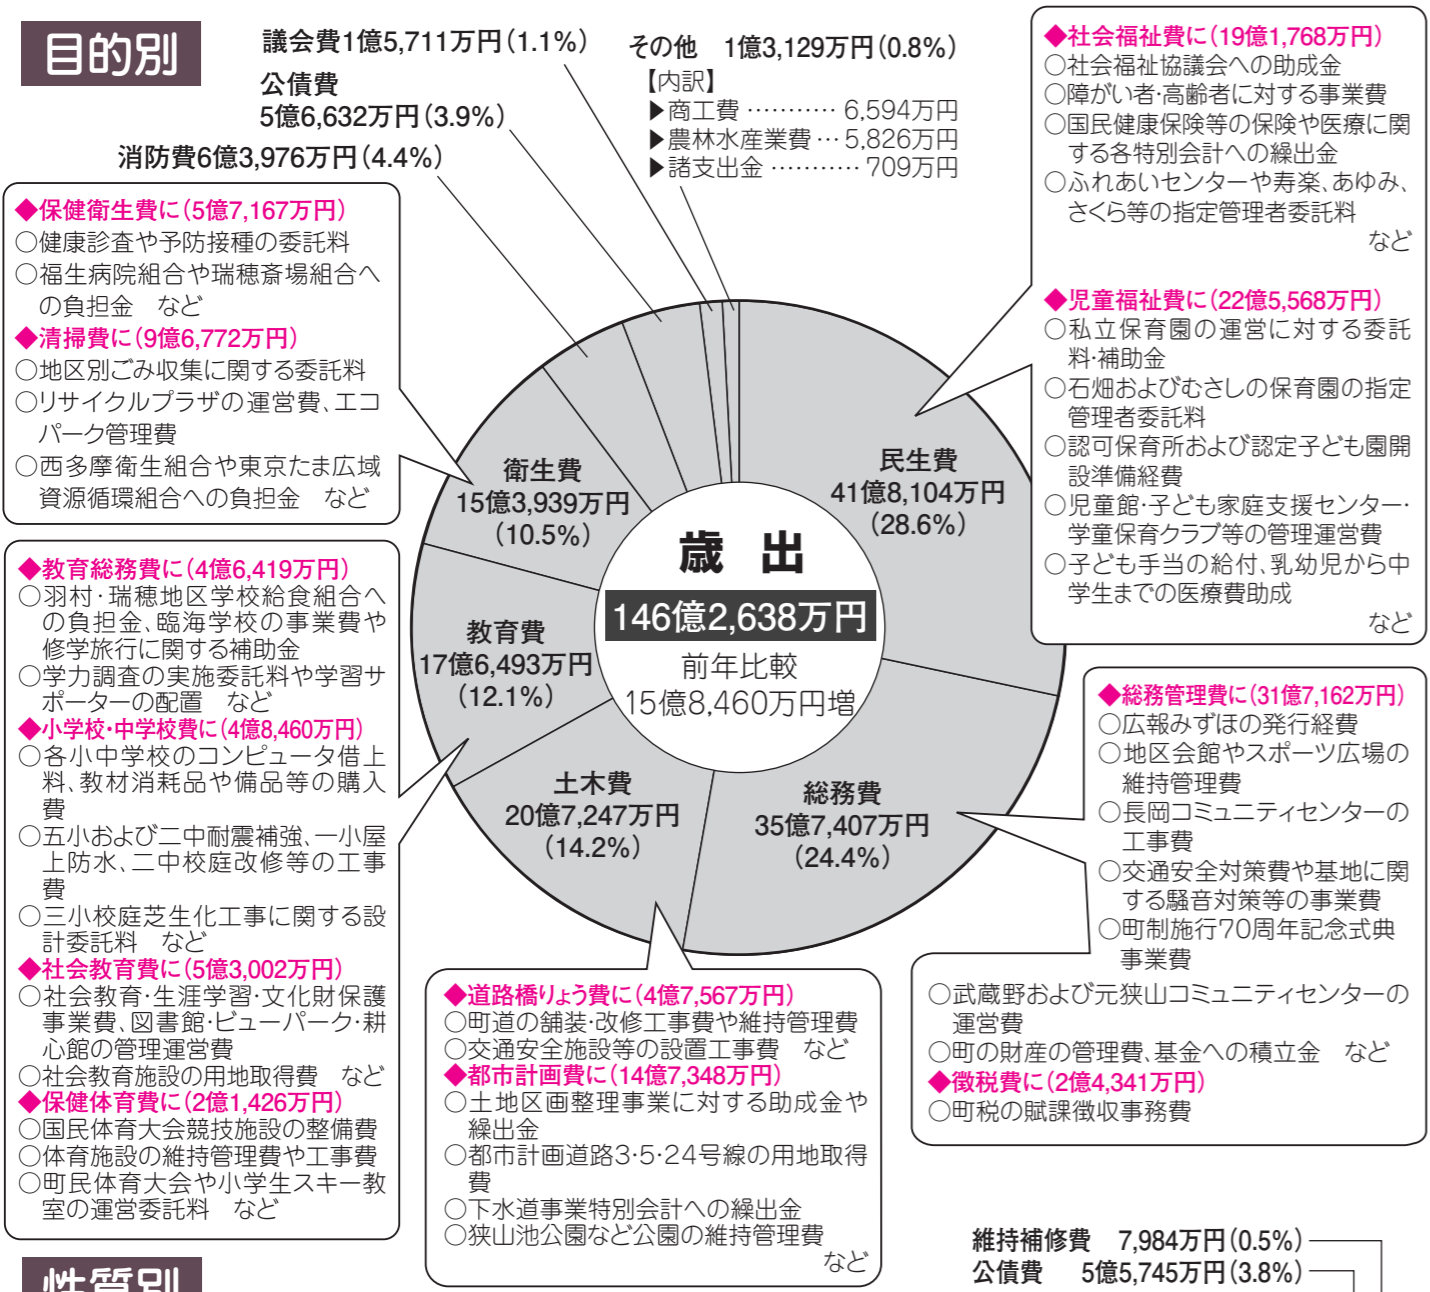 目的別
議会費1億5,711万円(1.1%)
公債費
5億6,632万円(3.9%)
消防費6億3,976万円(4.4%)
その他　1億3,129万円(0.8%)
【内訳】
▶商工費 ………… 6,594万円
▶農林水産業費 … 5,826万円
▶諸支出金 ………… 709万円
◆保健衛生費に(5億7,167万円)
○健康診査や予防接種の委託料
○福生病院組合や瑞穂斎場組合へ
の負担金　など
◆清掃費に(9億6,772万円)
○地区別ごみ収集に関する委託料
○リサイクルプラザの運営費、エコ
パーク管理費
○西多摩衛生組合や東京たま広域
資源循環組合への負担金　など
◆教育総務費に(4億6,419万円)
○羽村・瑞穂地区学校給食組合へ
の負担金、臨海学校の事業費や
修学旅行に関する補助金
○学力調査の実施委託料や学習サ
ポーターの配置　など
◆小学校・中学校費に(4億8,460万円)
○各小中学校のコンピュータ借上
料、教材消耗品や備品等の購入
費
○五小および二中耐震補強、一小屋
上防水、二中校庭改修等の工事
費
○三小校庭芝生化工事に関する設
計委託料　など
◆社会教育費に(5億3,002万円)
○社会教育・生涯学習・文化財保護
事業費、図書館・ビューパーク・耕
心館の管理運営費
○社会教育施設の用地取得費　など
◆保健体育費に(2億1,426万円)
○国民体育大会競技施設の整備費
○体育施設の維持管理費や工事費
○町民体育大会や小学生スキー教
室の運営委託料　など
衛生費
15億3,939万円
(10.5%)
教育費
17億6,493万円
(12.1%)
土木費
20億7,247万円
(14.2%)
総務費
35億7,407万円
(24.4%)
民生費
41億8,104万円
(28.6%)
歳出
146億2,638万円
前年比較
15億8,460万円増
◆社会福祉費に(19億1,768万円)
○社会福祉協議会への助成金
○障がい者・高齢者に対する事業費
○国民健康保険等の保険や医療に関
する各特別会計への繰出金
○ふれあいセンターや寿楽、あゆみ、
さくら等の指定管理者委託料
など
◆児童福祉費に(22億5,568万円)
○私立保育園の運営に対する委託
料・補助金
○石畑およびむさしの保育園の指定
管理者委託料
○認可保育所および認定子ども園開
設準備経費
○児童館・子ども家庭支援センター・
学童保育クラブ等の管理運営費
○子ども手当の給付、乳幼児から中
学生までの医療費助成
など
◆総務管理費に(31億7,162万円)
○広報みずほの発行経費
○地区会館やスポーツ広場の
維持管理費
○長岡コミュニティセンターの
工事費
○交通安全対策費や基地に関
する騒音対策等の事業費
○町制施行70周年記念式典
事業費
○武蔵野および元狭山コミュニティセンターの
運営費
○町の財産の管理費、基金への積立金　など
◆徴税費に(2億4,341万円)
○町税の賦課徴収事務費
◆道路橋りょう費に(4億7,567万円)
○町道の舗装・改修工事費や維持管理費
○交通安全施設等の設置工事費　など
◆都市計画費に(14億7,348万円)
○土地区画整理事業に対する助成金や
繰出金
○都市計画道路3・5・24号線の用地取得
費
○下水道事業特別会計への繰出金
○狭山池公園など公園の維持管理費
など
性質別
維持補修費　7,984万円(0.5%)
公債費　5億5,745万円(3.8%)